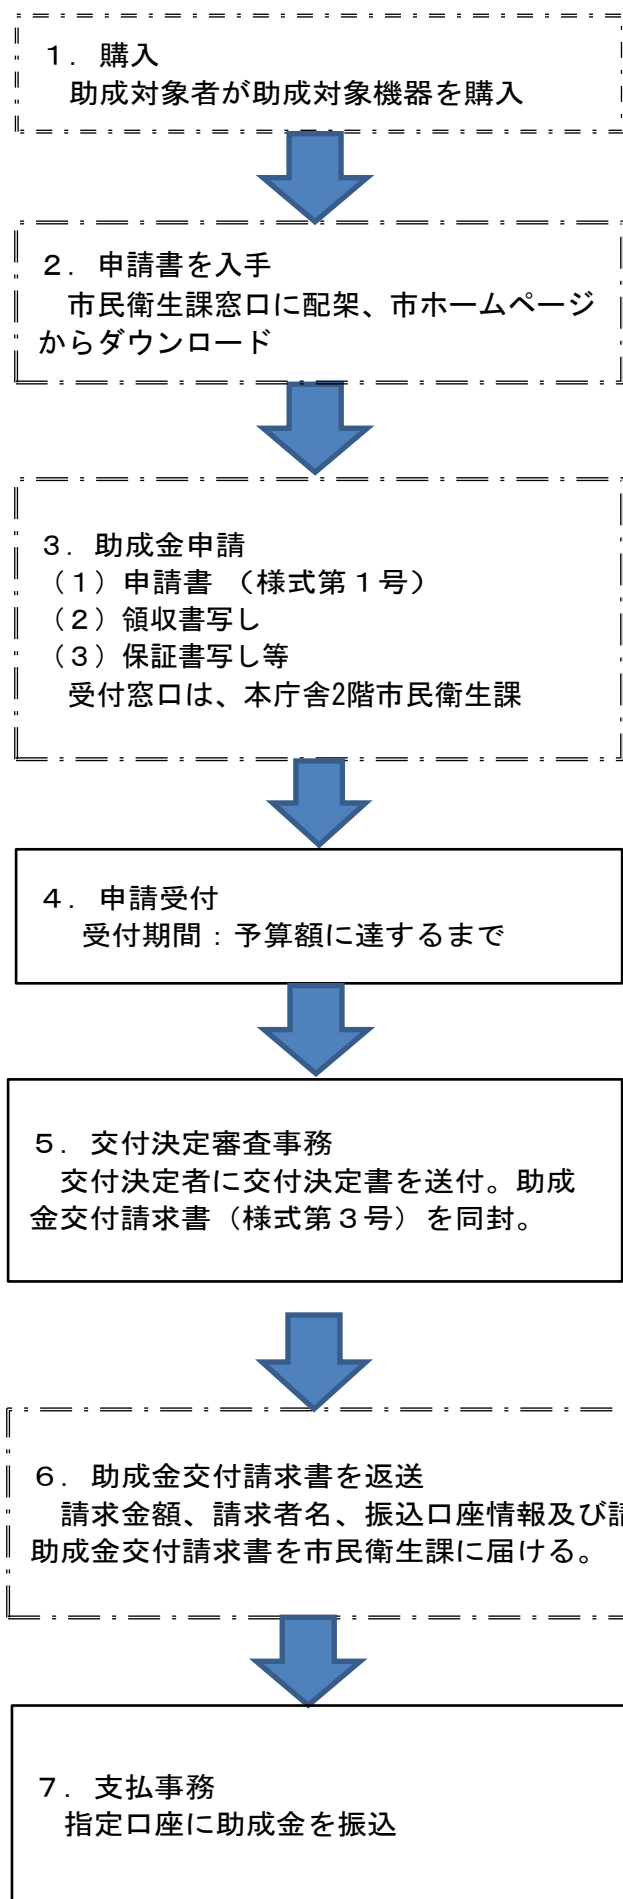 １．購入
助成対象者が助成対象機器を購入
２．申請書を入手
市民衛生課窓口に配架、市ホームページ
からダウンロード
３．助成金申請
（１）申請書 （様式第１号）
（２）領収書写し
（３）保証書写し等
受付窓口は、本庁舎2階市民衛生課
４．申請受付
受付期間：予算額に達するまで
５．交付決定審査事務
交付決定者に交付決定書を送付。助成
金交付請求書（様式第３号）を同封。
６．助成金交付請求書を返送
請求金額、請求者名、振込口座情報及び
助成金交付請求書を市民衛生課に届ける。
７．支払事務
指定口座に助成金を振込